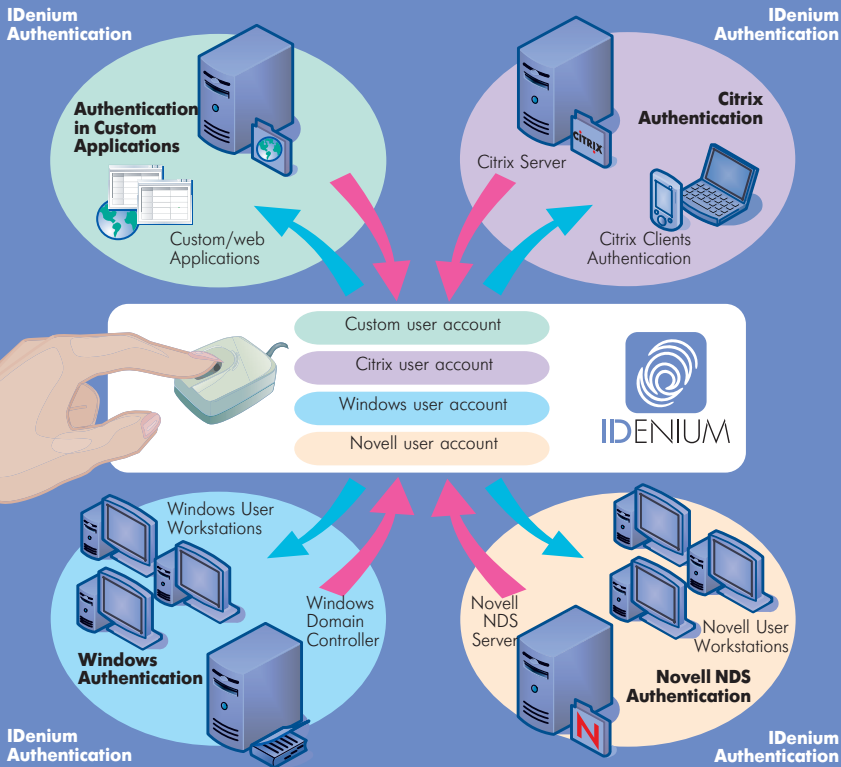 IDenium
Authentication
IDenium
Authentication
Authentication
in Custom
Applications
Custom/web
Applications
Citrix
Authentication
CiTRIX
Citrix Server
Citrix Clients
Authentication
Custom user account
Citrix user account
Windows user account
Novell user account
IDENIUM
Windows User
Workstations
Windows
Domain
Controller
Windows
Authentication
Novell
NDS
Server
Novell User
Workstations
Novell NDS
Authentication
N
IDenium
Authentication
IDenium
Authentication